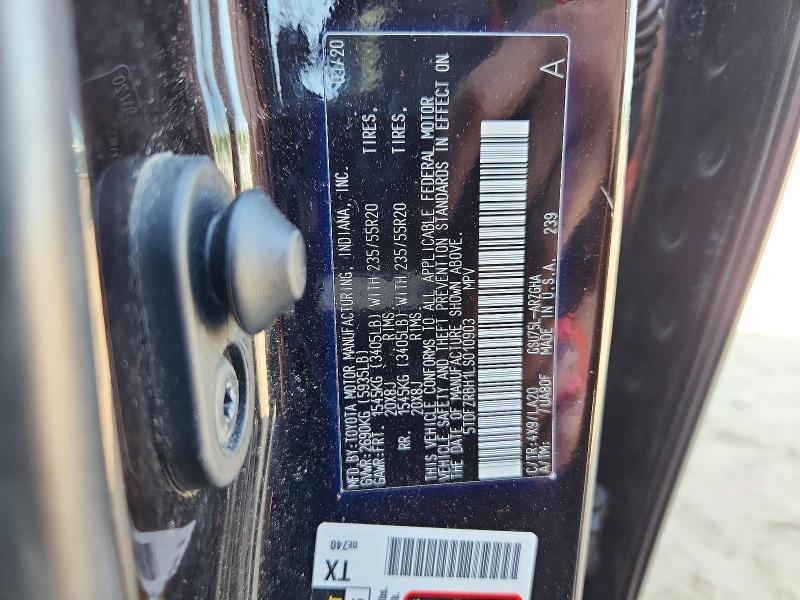 MFD.BY:TOYOTA MOTOR MANUFACTURING, INDIANA, INC. 04/20
GVWR:2690KG (5935LB)
GAWR:FRT. 1545KG (3405LB) WITH 235/55R20 TIRES,
20X8J RIMS
RR. 1545KG (3405LB) WITH 235/55R20 TIRES,
20X8J RIMS
THIS VEHICLE CONFORMS TO ALL APPLICABLE FEDERAL MOTOR
VEHICLE SAFETY AND THEFT PREVENTION STANDARDS IN EFFECT ON
THE DATE OF MANUFACTURE SHOWN ABOVE.
5TDFZRBH1LS010903 MPV
C/TR:4X9/LA20 GSU75L-ARZGHA
A/TM: /UA80F MADE IN U.S.A. 239
A
TX
0E740